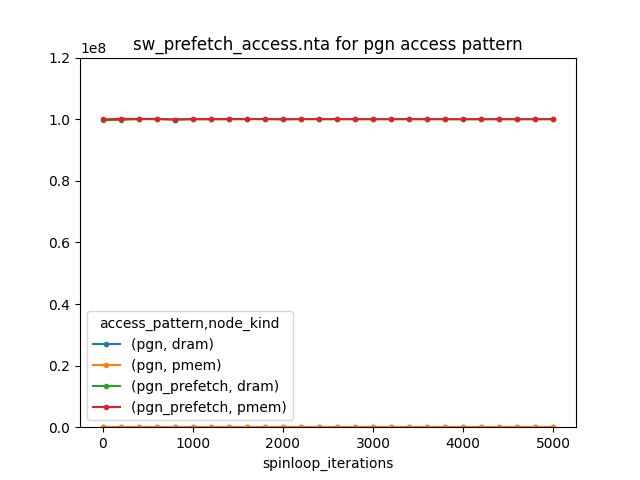 sw_prefetch_access.nta for pgn access pattern
1e8
1.2
1.0
0.8
0.6
0.4
0.2
0.0
access_pattern,node_kind
(pgn, dram)
(pgn, pmem)
(pgn_prefetch, dram)
(pgn_prefetch, pmem)
0 1000 2000 3000 4000 5000
spinloop_iterations